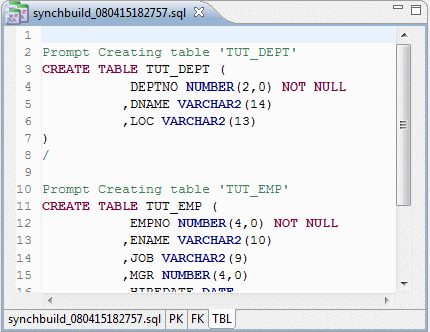 synchbuild_080415182757.sql
1
2 Prompt Creating table 'TUT_DEPT'
3 CREATE TABLE TUT_DEPT (
4 DEPTNO NUMBER(2,0) NOT NULL
5 ,DNAME VARCHAR2(14)
6 ,LOC VARCHAR2(13)
7 )
8 /
9
10 Prompt Creating table 'TUT_EMP'
11 CREATE TABLE TUT_EMP (
12 EMPNO NUMBER(4,0) NOT NULL
13 ,ENAME VARCHAR2(10)
14 ,JOB VARCHAR2(9)
15 ,MGR NUMBER(4,0)
16 ,HIREDATE DATE
synchbuild_080415182757.sql PK FK TBL